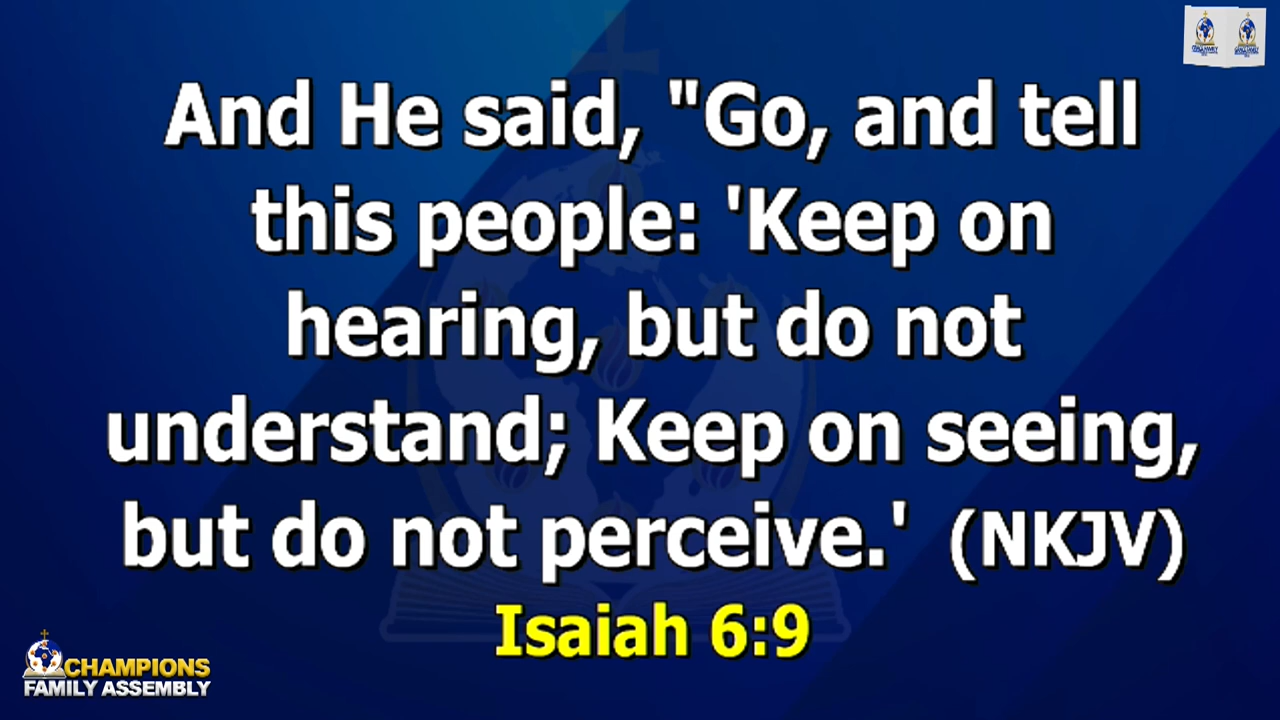 And He said, "Go, and tell
this people: 'Keep on
hearing, but do not
understand; Keep on seeing,
but do not perceive.'  (NKJV)
Isaiah 6:9
CHAMPIONS
FAMILY ASSEMBLY